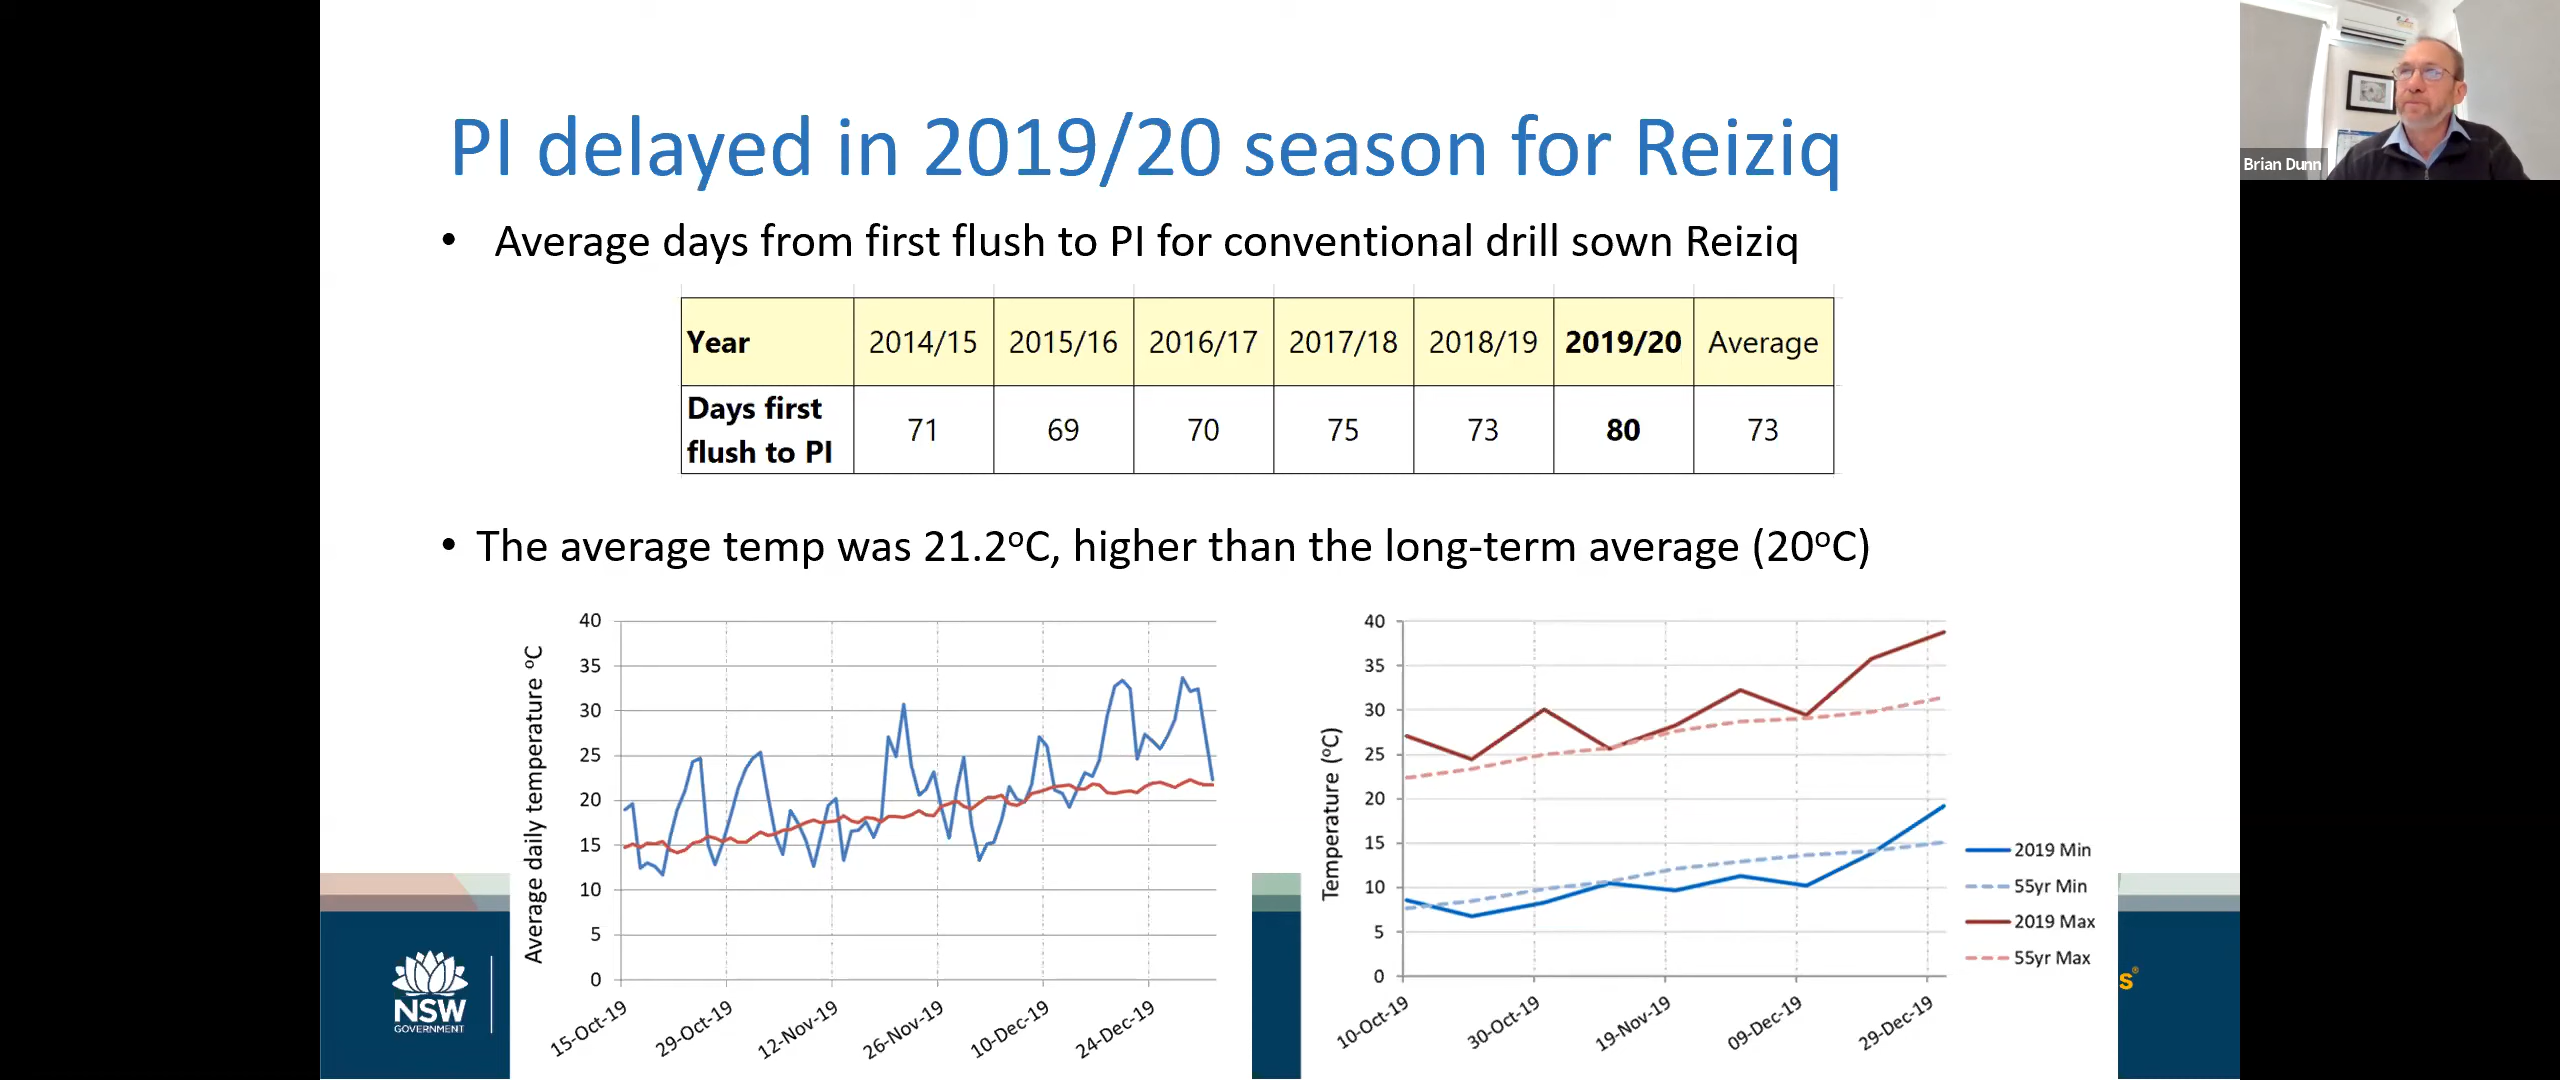 PI delayed in 2019/20 season for Reiziq
Brian Dunn
• Average days from first flush to PI for conventional drill sown Reiziq
Year 2014/15 2015/16 2016/17 2017/18 2018/19 2019/20 Average
Days first
flush to PI 71 69 70 75 73 80 73
• The average temp was 21.2°C, higher than the long-term average (20°C)
Average daily temperature °C
40
35
30
25
20
15
10
5
0
15-Oct-19 29-Oct-19 12-Nov-19 26-Nov-19 10-Dec-19 24-Dec-19
Temperature (°C)
40
35
30
25
20
15
10
5
0
10-Oct-19 30-Oct-19 19-Nov-19 09-Dec-19 29-Dec-19
2019 Min
55yr Min
2019 Max
55yr Max
NSW
GOVERNMENT
s®